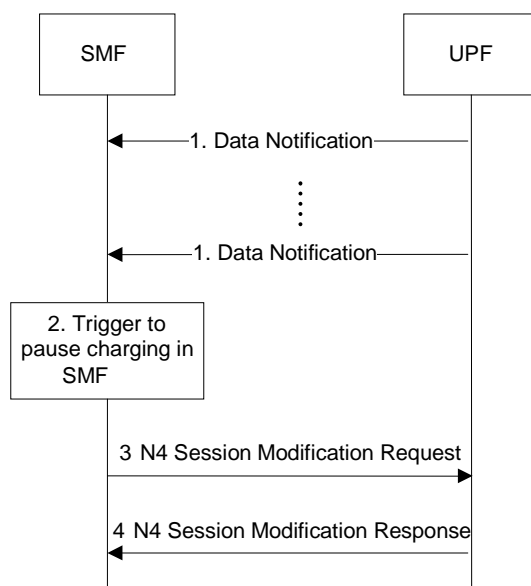 SMF
UPF
1. Data Notification
1. Data Notification
2. Trigger to
pause charging in
SMF
3 N4 Session Modification Request
4 N4 Session Modification Response